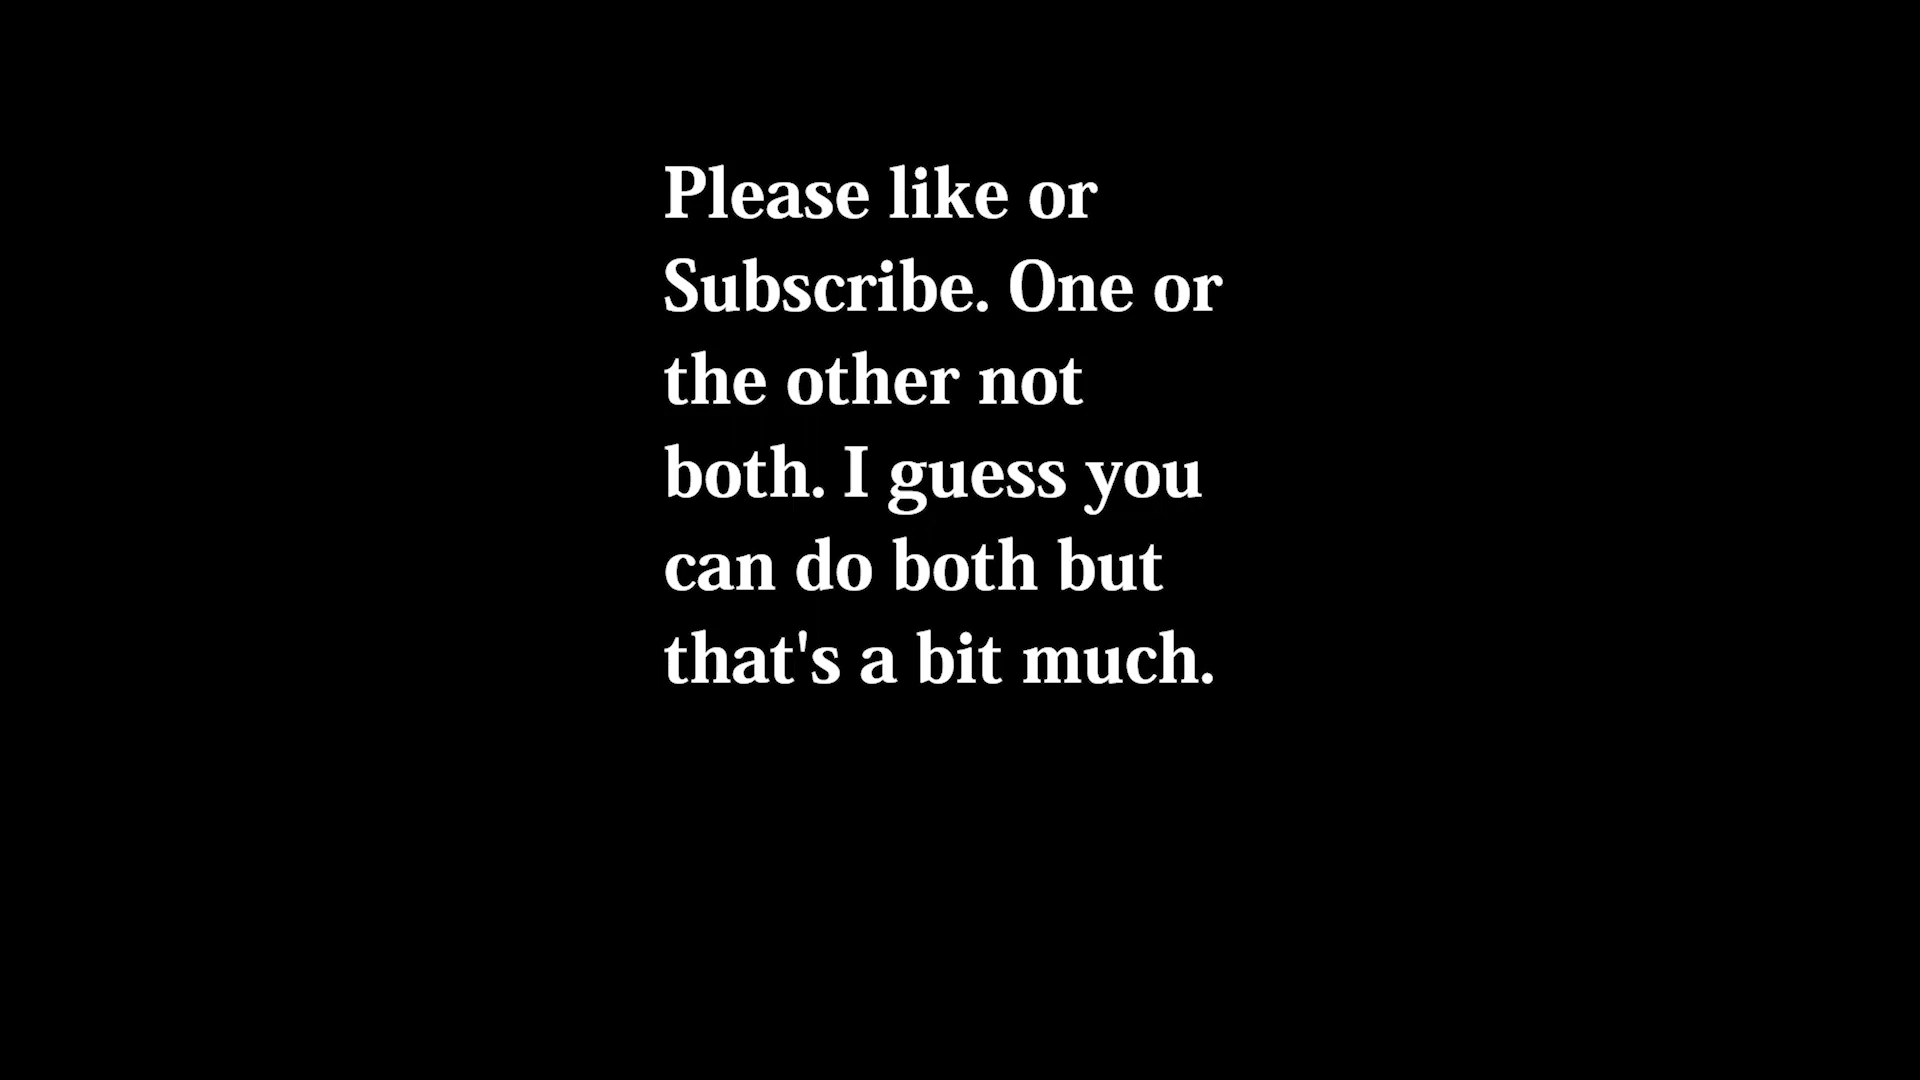 Please like or
Subscribe. One or
the other not
both. I guess you
can do both but
that's a bit much.